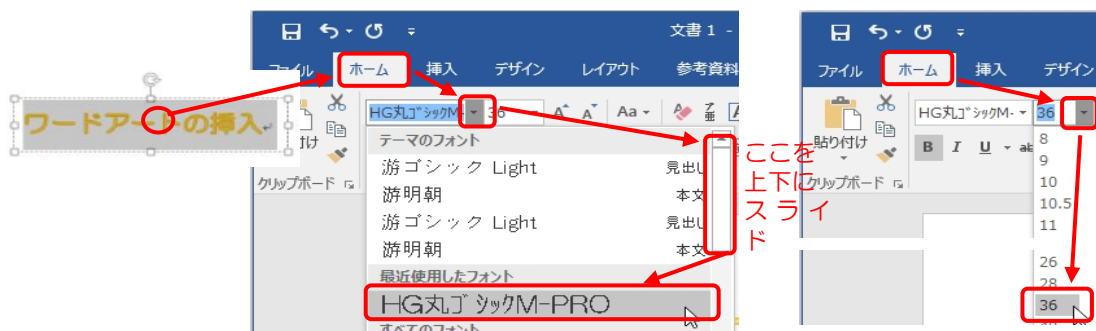 ワードアートの挿入
文書 1 -
ファイル ホーム 挿入 デザイン レイアウト 参考資料
HG丸ゴシックM- 36 A A Aa
クリップボード
テーマのフォント
游ゴシック Light 見出し
游明朝 本文
游ゴシック Light 見出し
游明朝 本文
最近使用したフォント
HG丸ゴシックM-PRO
すべてのフォント
ここを
上下に
スライ
ド
ファイル ホーム 挿入 デザイン
HG丸ゴシックM- 36
貼り付け
B I U ab
クリップボード
8
9
10
10.5
11
26
28
36